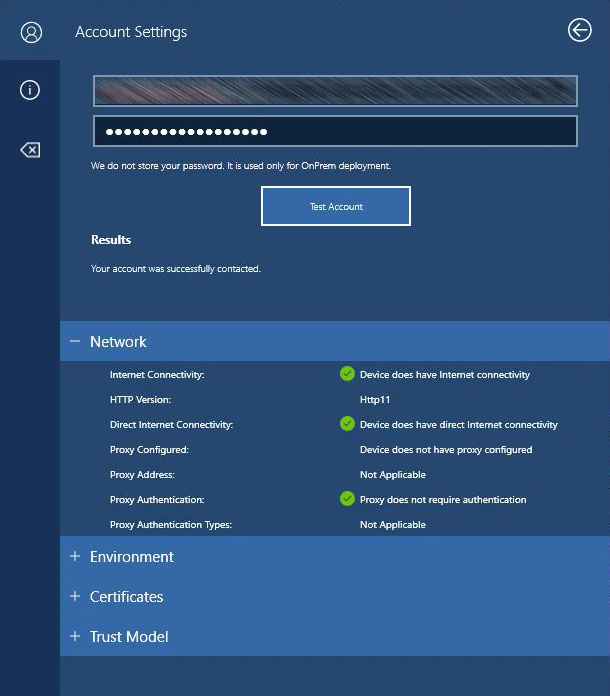 Account Settings
We do not store your password. It is used only for OnPrem deployment.
Test Account
Results
Your account was successfully contacted.
Network
Internet Connectivity: Device does have Internet connectivity
HTTP Version: Http11
Direct Internet Connectivity: Device does have direct Internet connectivity
Proxy Configured: Device does not have proxy configured
Proxy Address: Not Applicable
Proxy Authentication: Proxy does not require authentication
Proxy Authentication Types: Not Applicable
Environment
Certificates
Trust Model